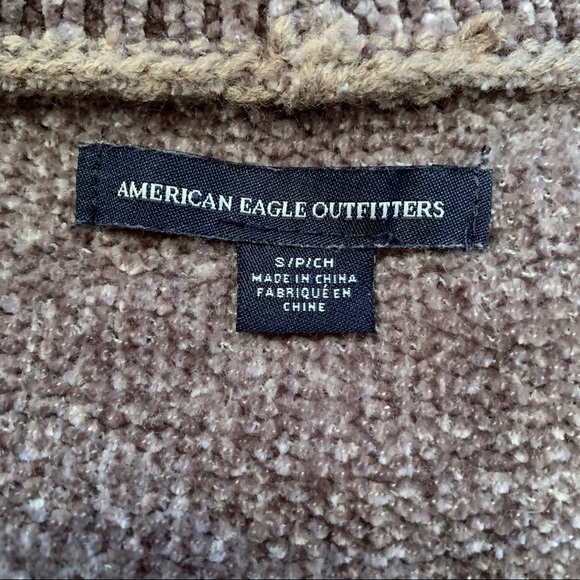 AMERICAN EAGLE OUTFITTERS
S/P/CH
MADE IN CHINA
FABRIQUÉ EN
CHINE